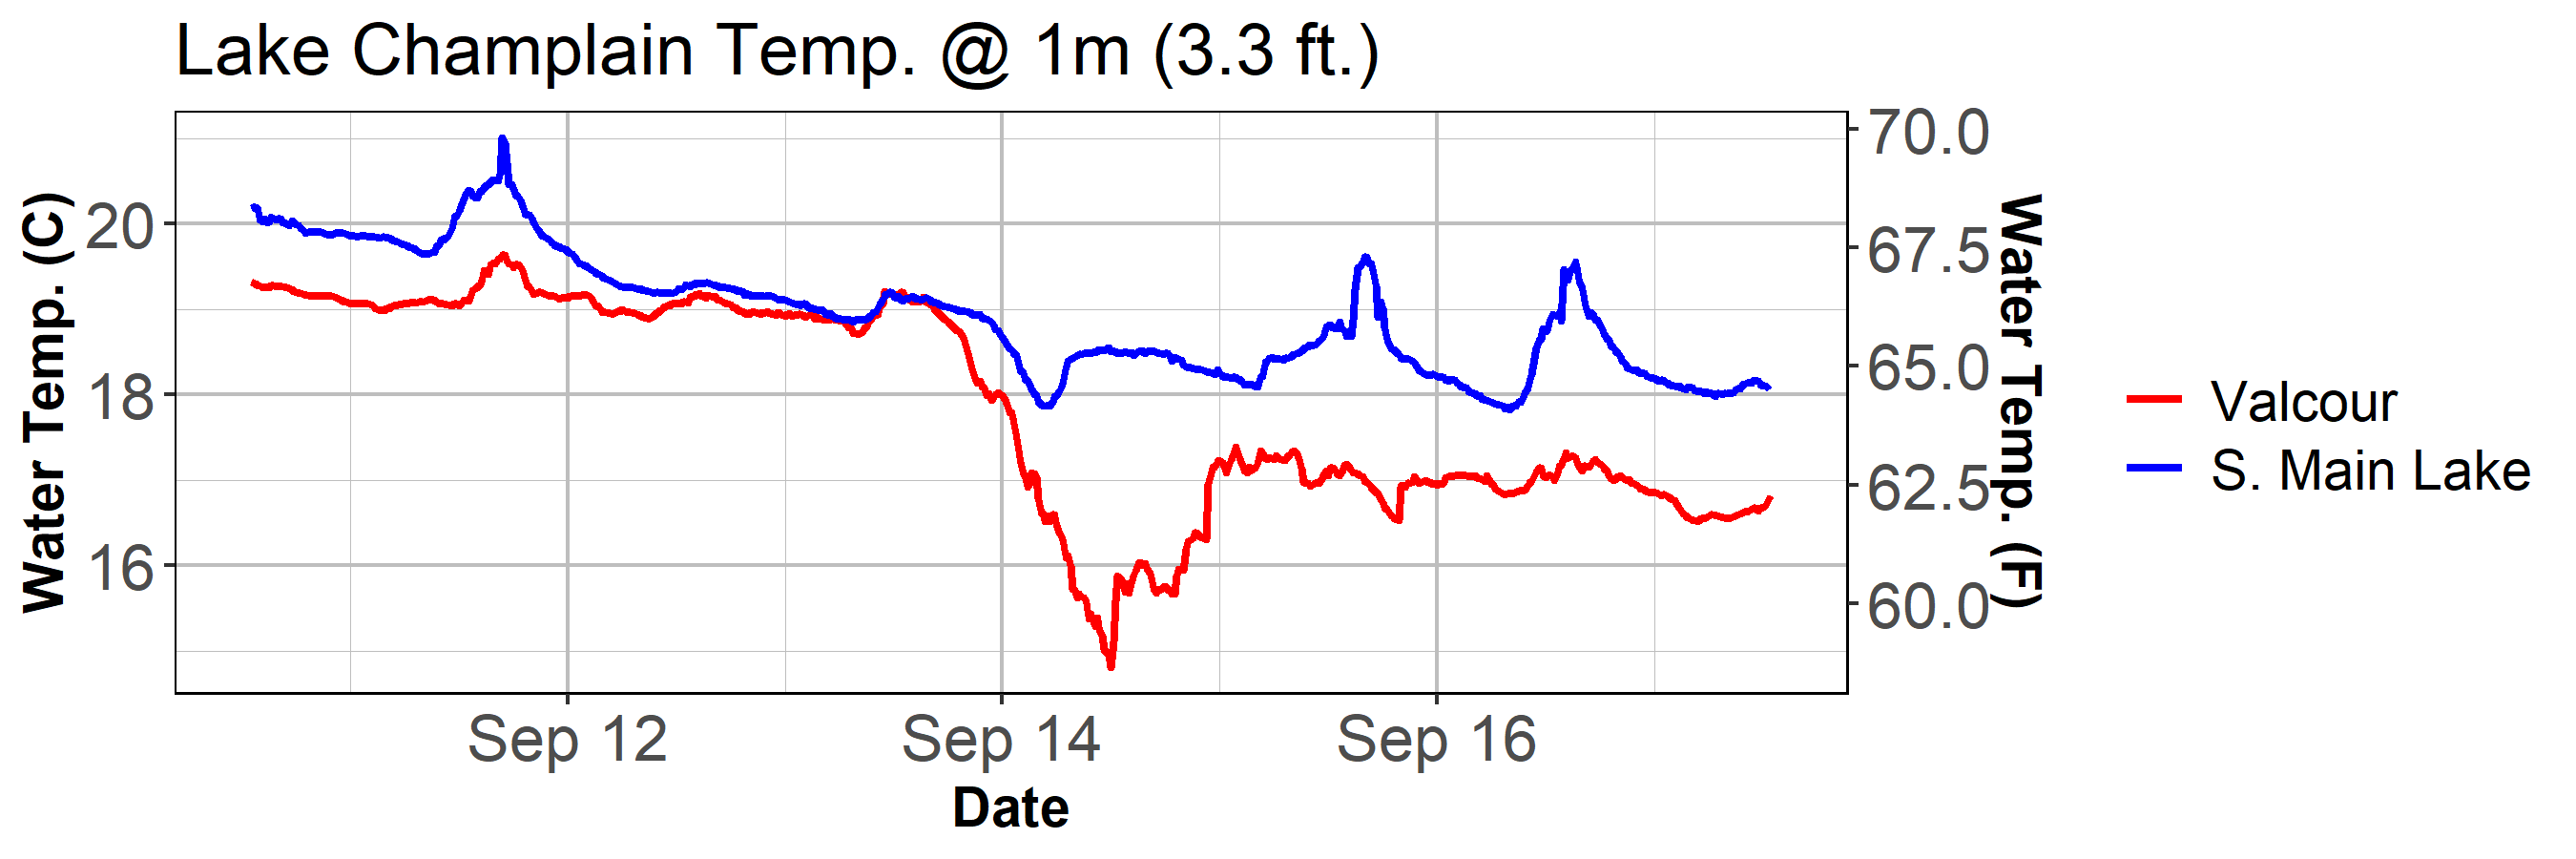 Lake Champlain Temp. @ 1m (3.3 ft.)
Water Temp. (C)
20
18
16
70.0
67.5
65.0
62.5
60.0
Water Temp. (F)
Sep 12
Sep 14
Sep 16
Date
Valcour
S. Main Lake